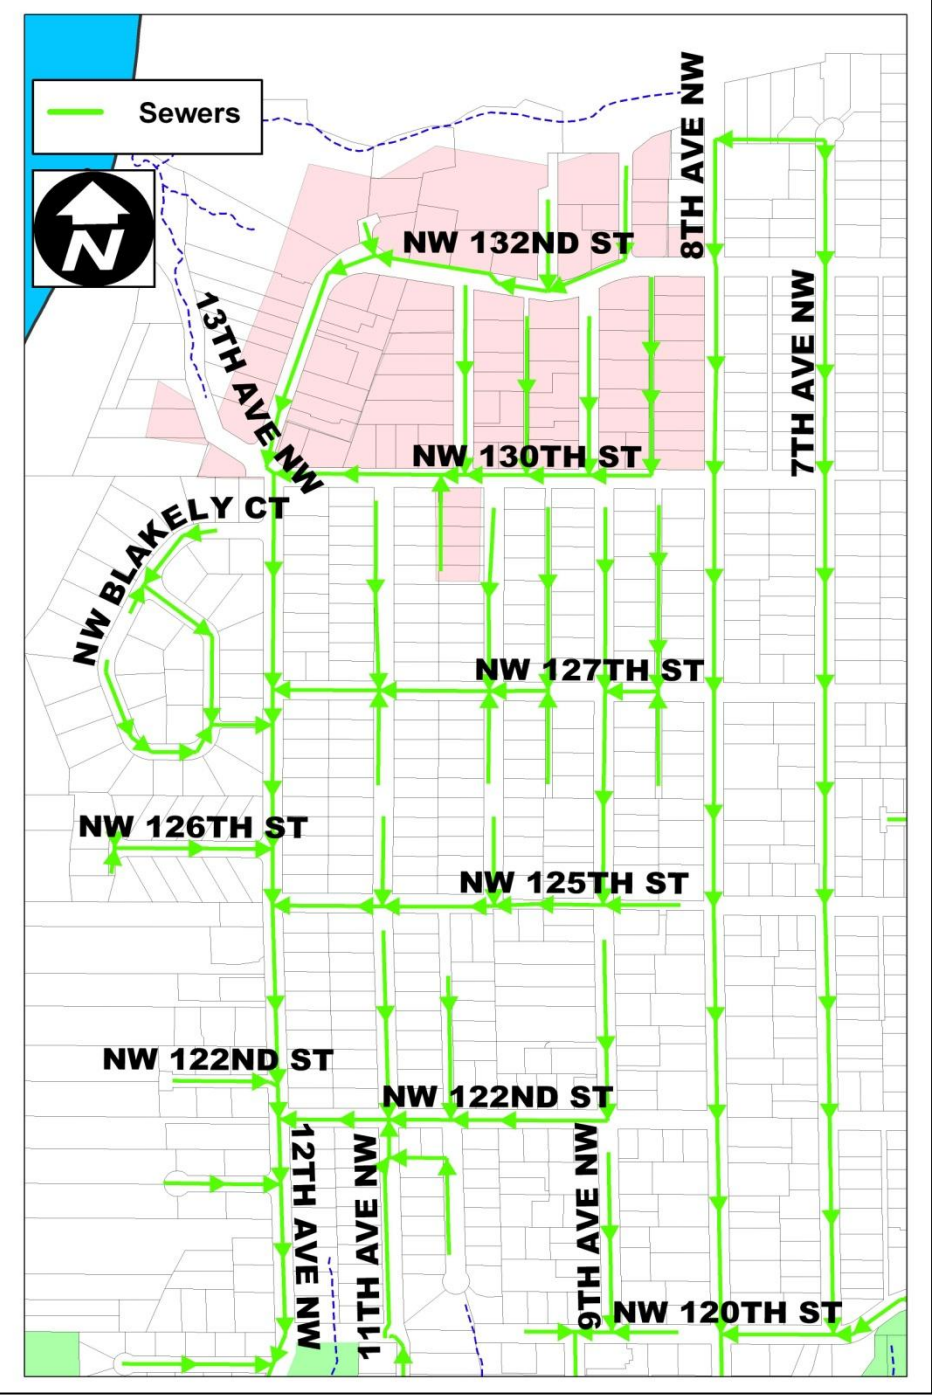 8TH AVE NW
Sewers
N
NW 132ND ST
7TH AVE NW
13TH AVE NW
NW 130TH ST
NW BLAKELY CT
NW 127TH ST
NW 126TH ST
NW 125TH ST
NW 122ND ST
NW 122ND ST
12TH AVE NW
11TH AVE NW
9TH AVE NW
NW 120TH ST